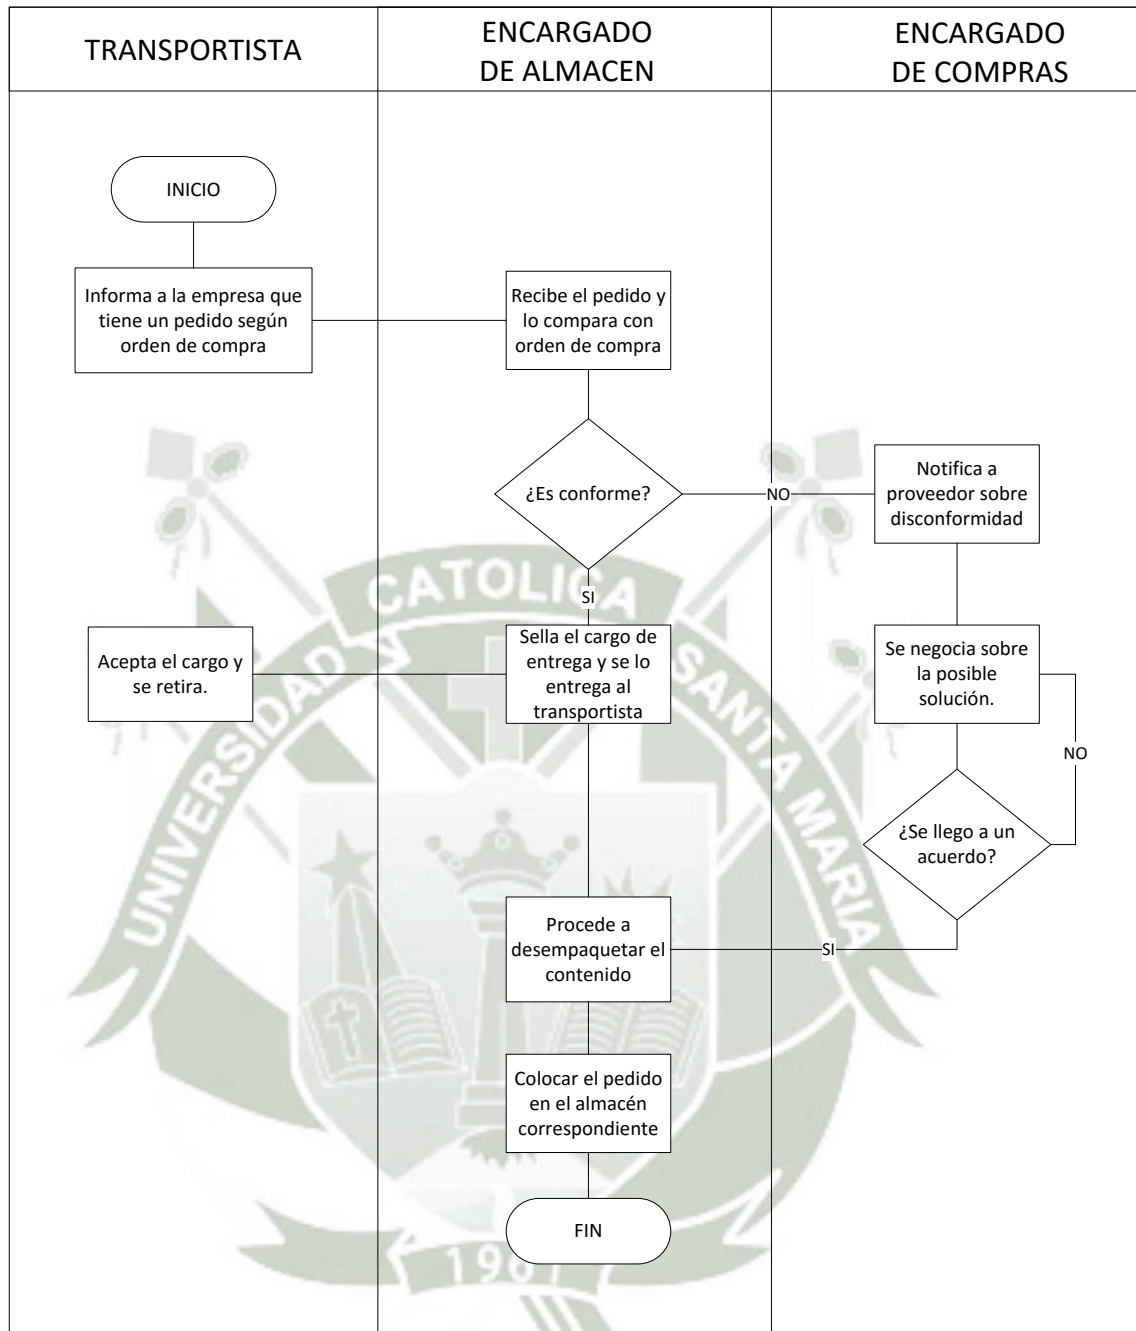 TRANSPORTISTA
ENCARGADO
DE ALMACEN
ENCARGADO
DE COMPRAS
INICIO
Informa a la empresa que
tiene un pedido según
orden de compra
Recibe el pedido y
lo compara con
orden de compra
¿Es conforme?
NO
Notifica a
proveedor sobre
disconformidad
SI
Acepta el cargo y
se retira.
Sella el cargo de
entrega y se lo
entrega al
transportista
Se negocia sobre
la posible
solución.
NO
¿Se llego a un
acuerdo?
SI
Procede a
desempaquetar el
contenido
Colocar el pedido
en el almacén
correspondiente
FIN
UNIVERSIDAD CATOLICA SANTA MARIA
1961